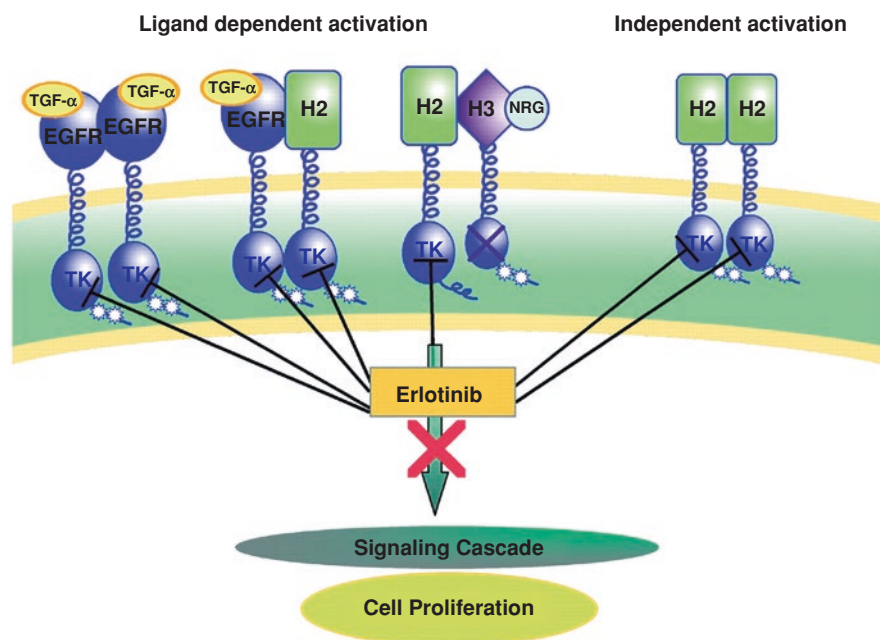 Ligand dependent activation
Independent activation
TGF-α
TGF-α
EGFR
EGFR
TGF-α
EGFR
H2
H2
H3
NRG
H2
H2
TK
TK
TK
TK
TK
TK
TK
Erlotinib
Signaling Cascade
Cell Proliferation